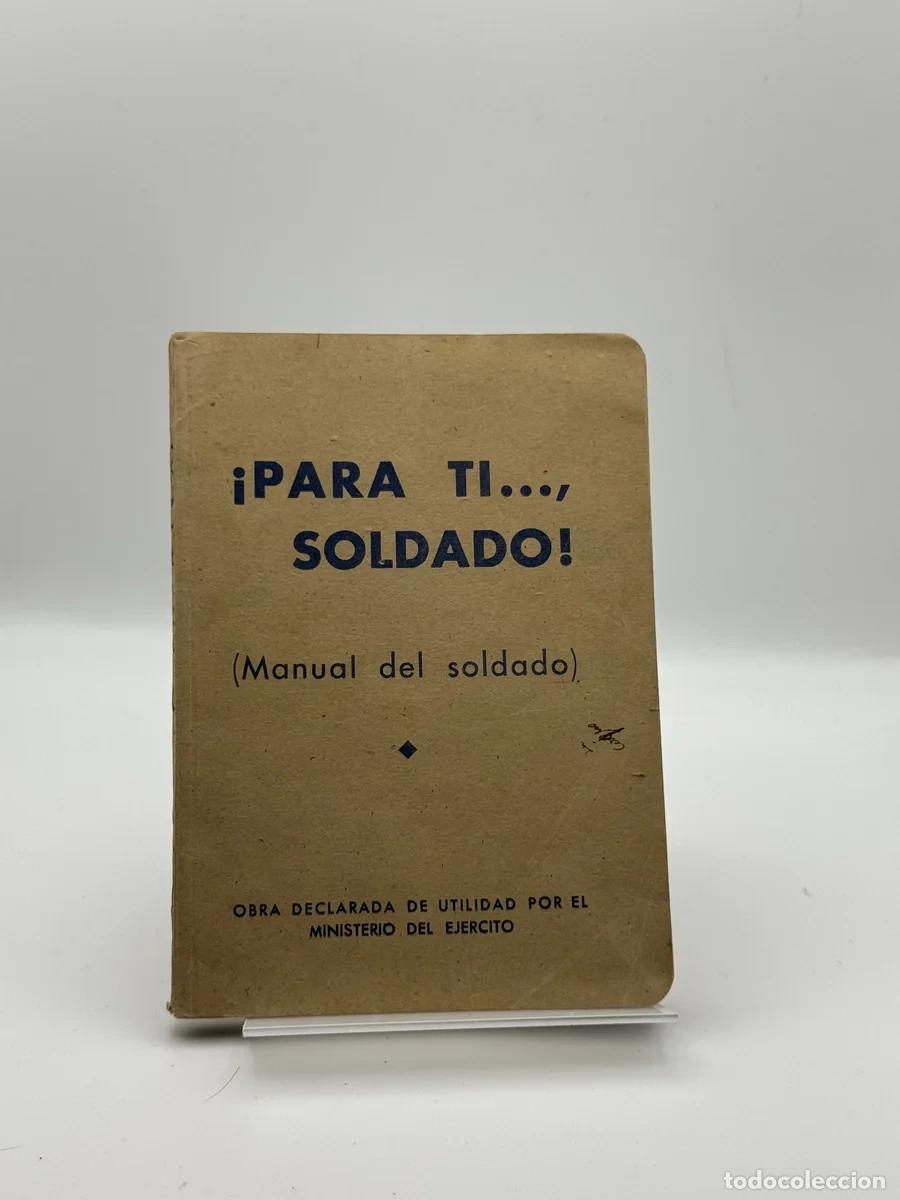 ¡PARA TI...,
SOLDADO!
(Manual del soldado)
OBRA DECLARADA DE UTILIDAD POR EL
MINISTERIO DEL EJERCITO
todocoleccion